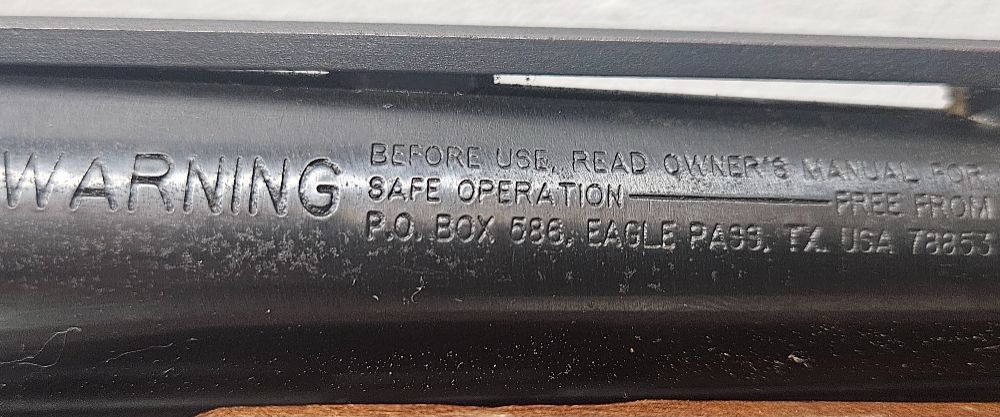 WARNING
BEFORE USE, READ OWNER'S MANUAL FOR
SAFE OPERATION———FREE FROM
P.O. BOX 586, EAGLE PASS, TX. USA 78853